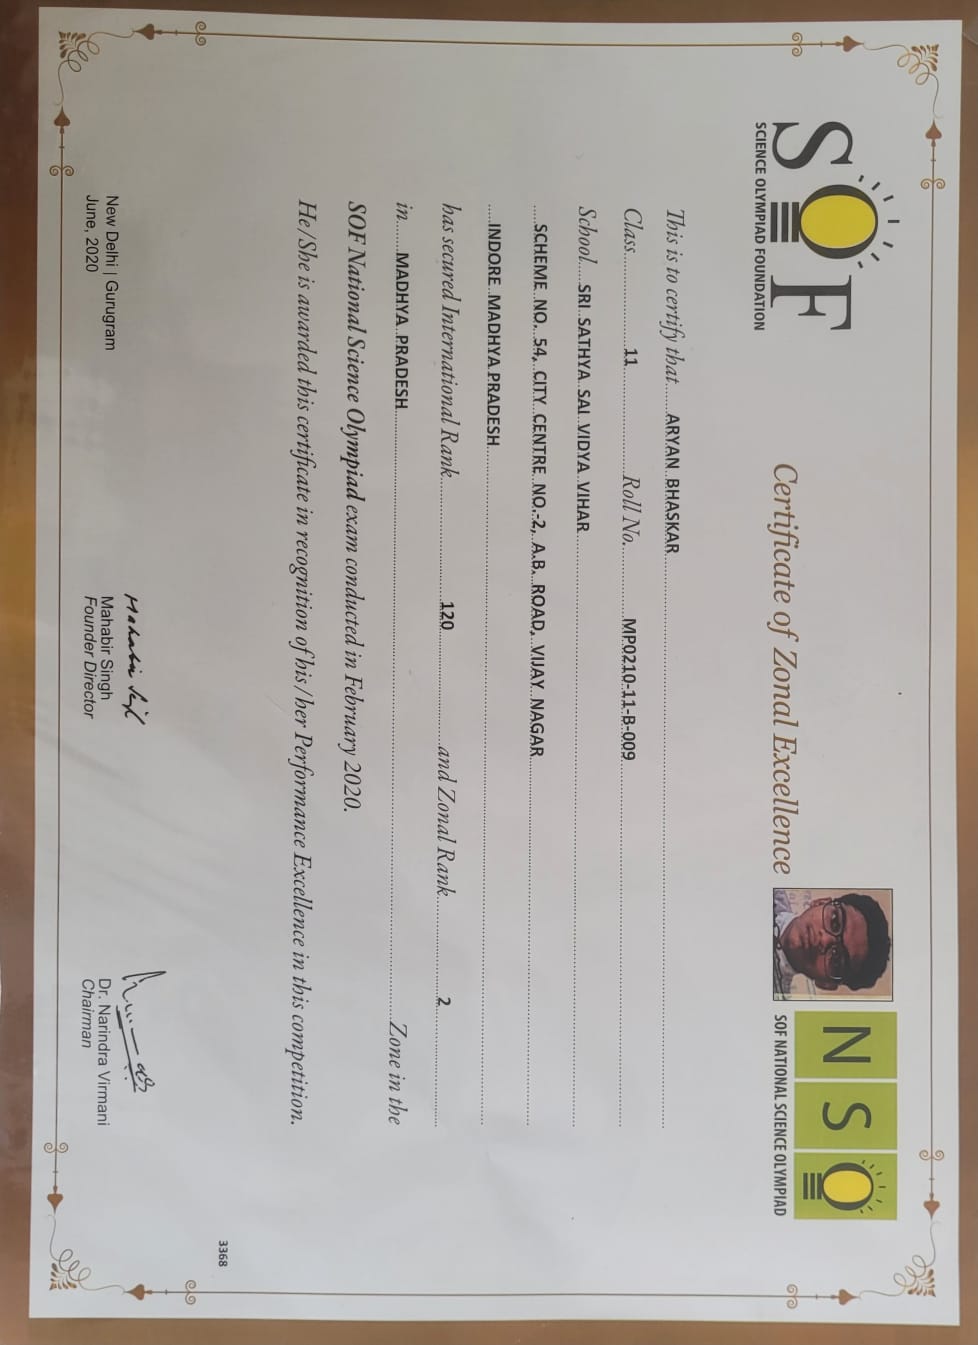 SOF
SCIENCE OLYMPIAD FOUNDATION
Certificate of Zonal Excellence
NSO
SOF NATIONAL SCIENCE OLYMPIAD
This is to certify that ARYAN BHASKAR
Class 11 Roll No. MP0210-11-B-009
School SRI SATHYA SAI VIDYA VIHAR
SCHEME NO. 54, CITY CENTRE NO.-2, A.B. ROAD, VIJAY NAGAR
INDORE MADHYA PRADESH
has secured International Rank 120 and Zonal Rank 2
in MADHYA PRADESH Zone in the
SOF National Science Olympiad exam conducted in February 2020.
He/She is awarded this certificate in recognition of his/her Performance Excellence in this competition.
3368
New Delhi | Gurugram
June, 2020
Mahabir Singh
Mahabir Singh
Founder Director
Dr. Narindra Virmani
Chairman